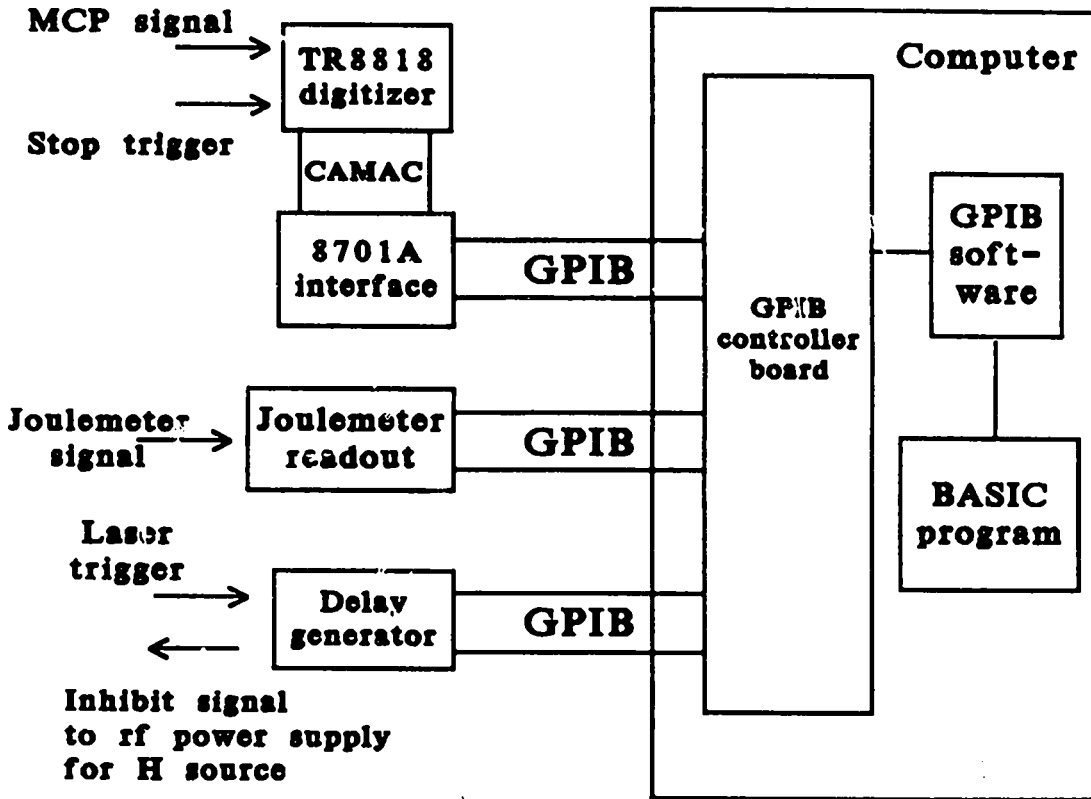 MCP signal
TR8818
digitizer
Stop trigger
CAMAC
8701A
interface
GPIB
Computer
GPIB
controller
board
GPIB
soft-
ware
BASIC
program
Joulemeter
signal
Joulemeter
readout
GPIB
Laser
trigger
Delay
generator
GPIB
Inhibit signal
to rf power supply
for H source